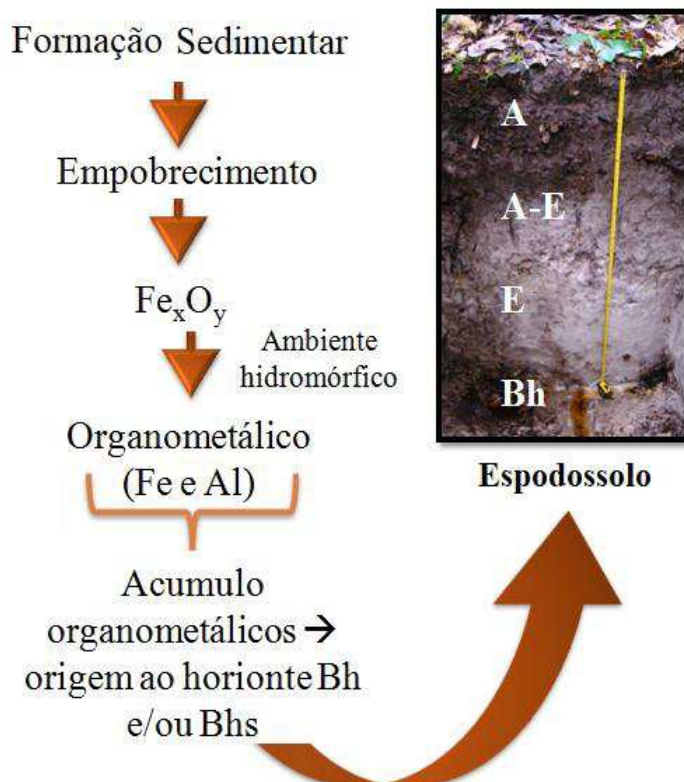 Formação Sedimentar
Empobrecimento
FexOy
Ambiente
hidromórfico
Organometálico
(Fe e Al)
Acumulo
organometálicos →
origem ao horionte Bh
e/ou Bhs
A
A-E
E
Bh
Espodossolo